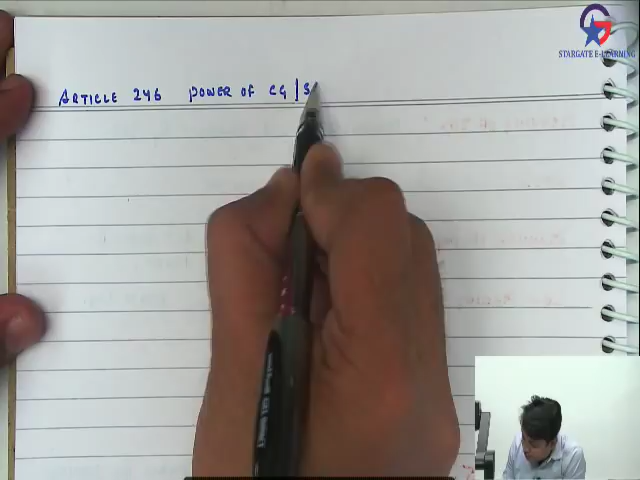 STARGATE E-LEARNING
ARTICLE 246 POWER OF CG | S